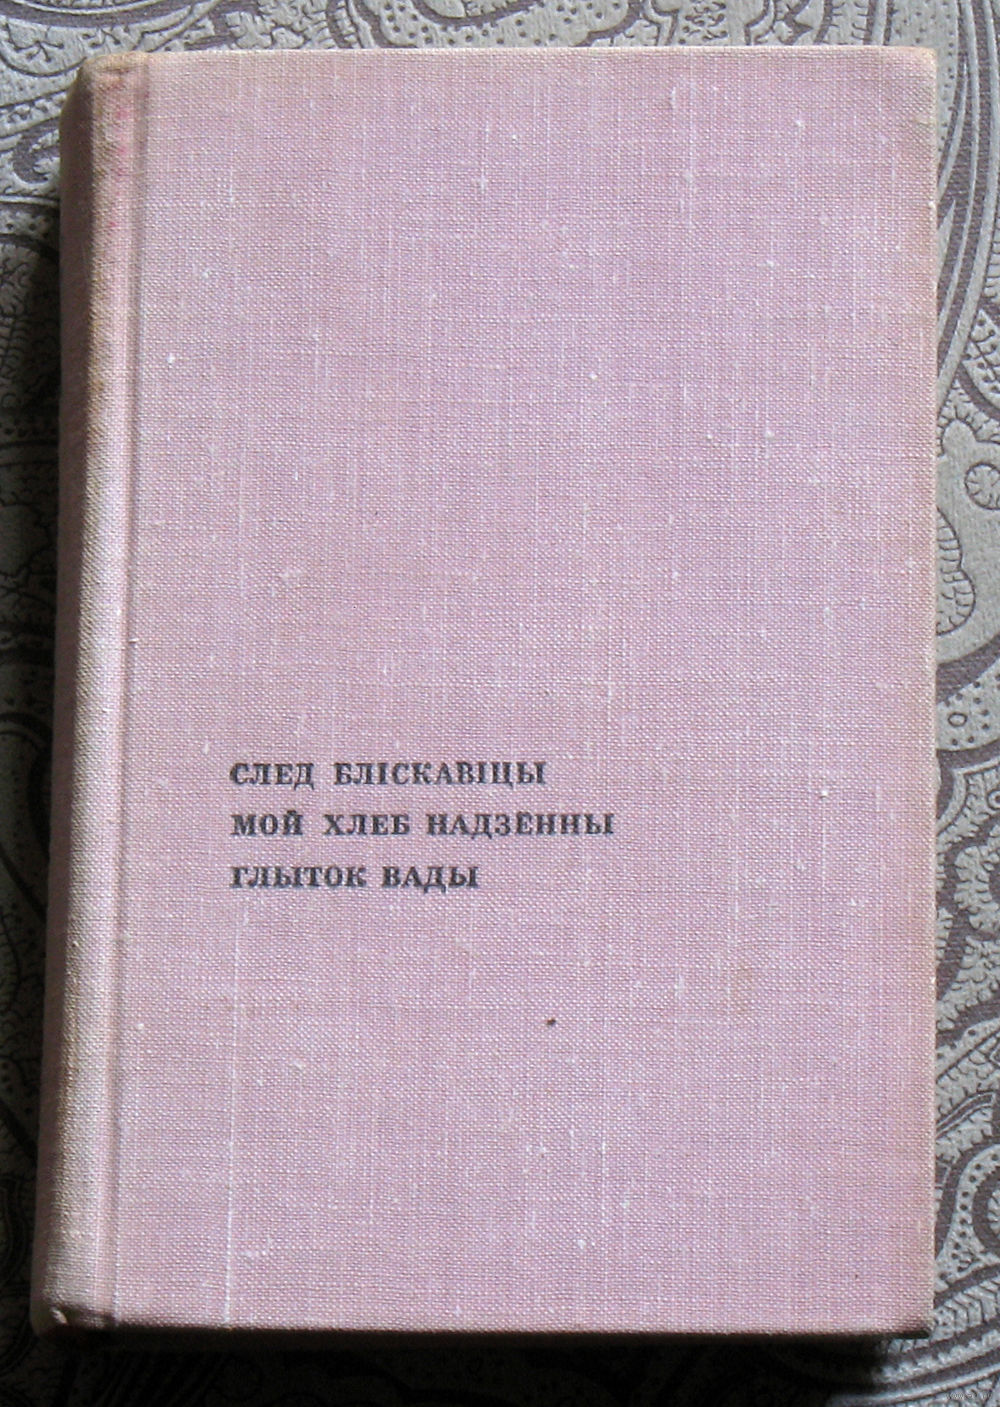 СЛЕД БЛІСКАВІЦЫ
МОЙ ХЛЕБ НАДЗЁННЫ
ГЛЫТОК ВАДЫ